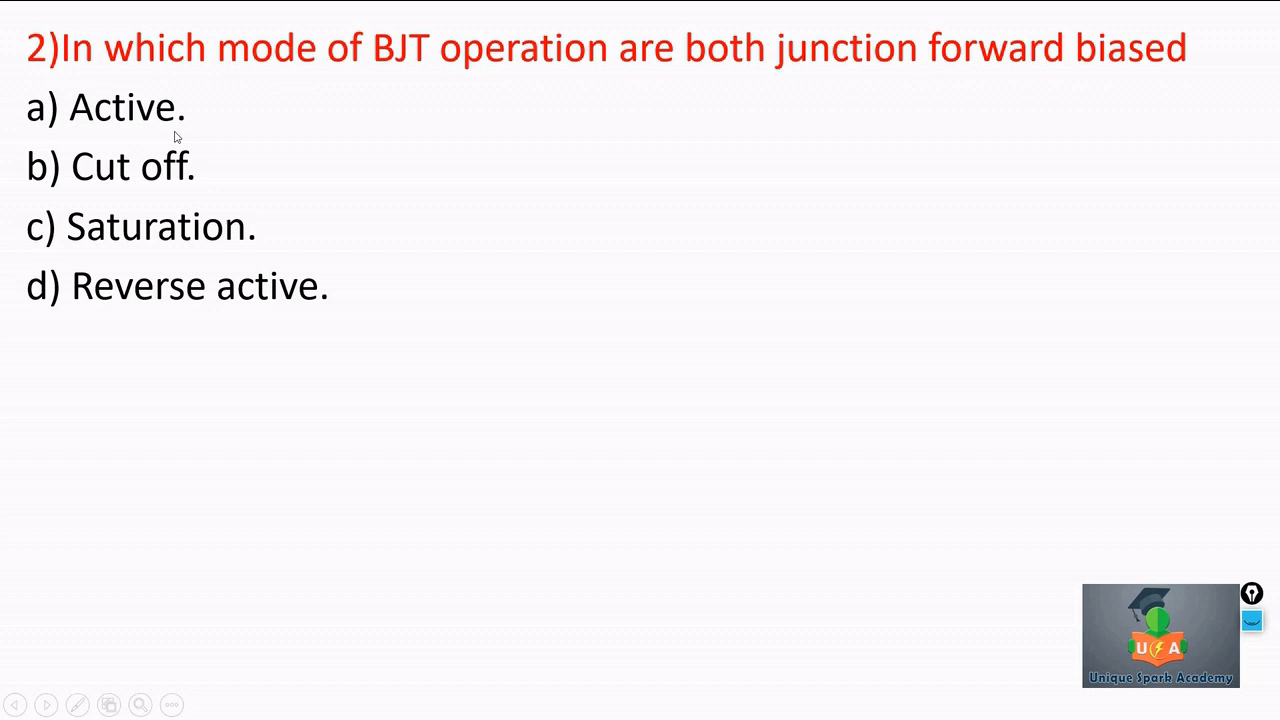 2)In which mode of BJT operation are both junction forward biased
a) Active.
b) Cut off.
c) Saturation.
d) Reverse active.
U A
Unique Spark Academy